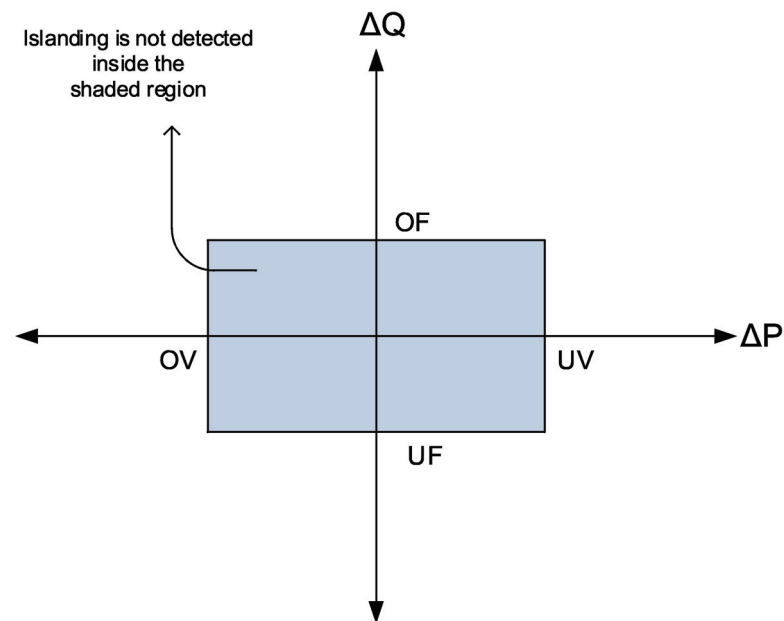 Islanding is not detected
inside the
shaded region
ΔQ
OF
ΔP
OV
UV
UF